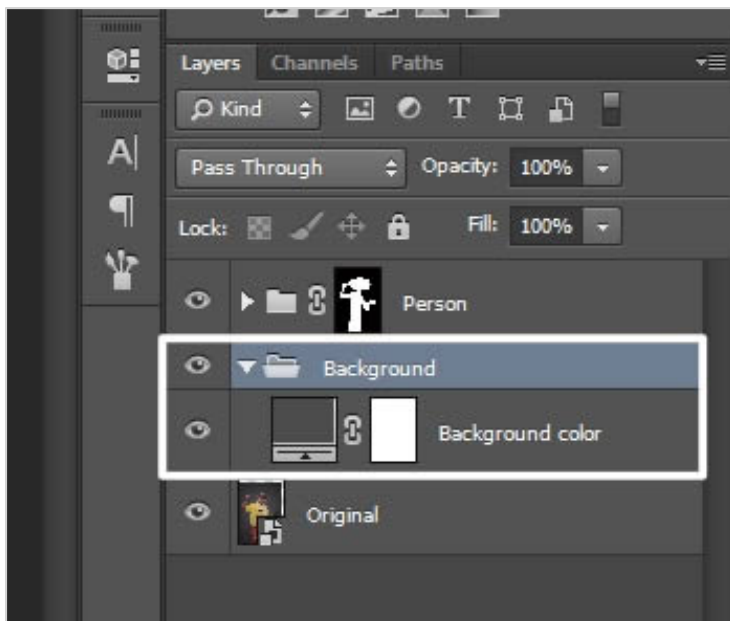 Layers Channels Paths
Kind T
Pass Through Opacity: 100%
Lock: Fill: 100%
A
Person
Background
Background color
Original